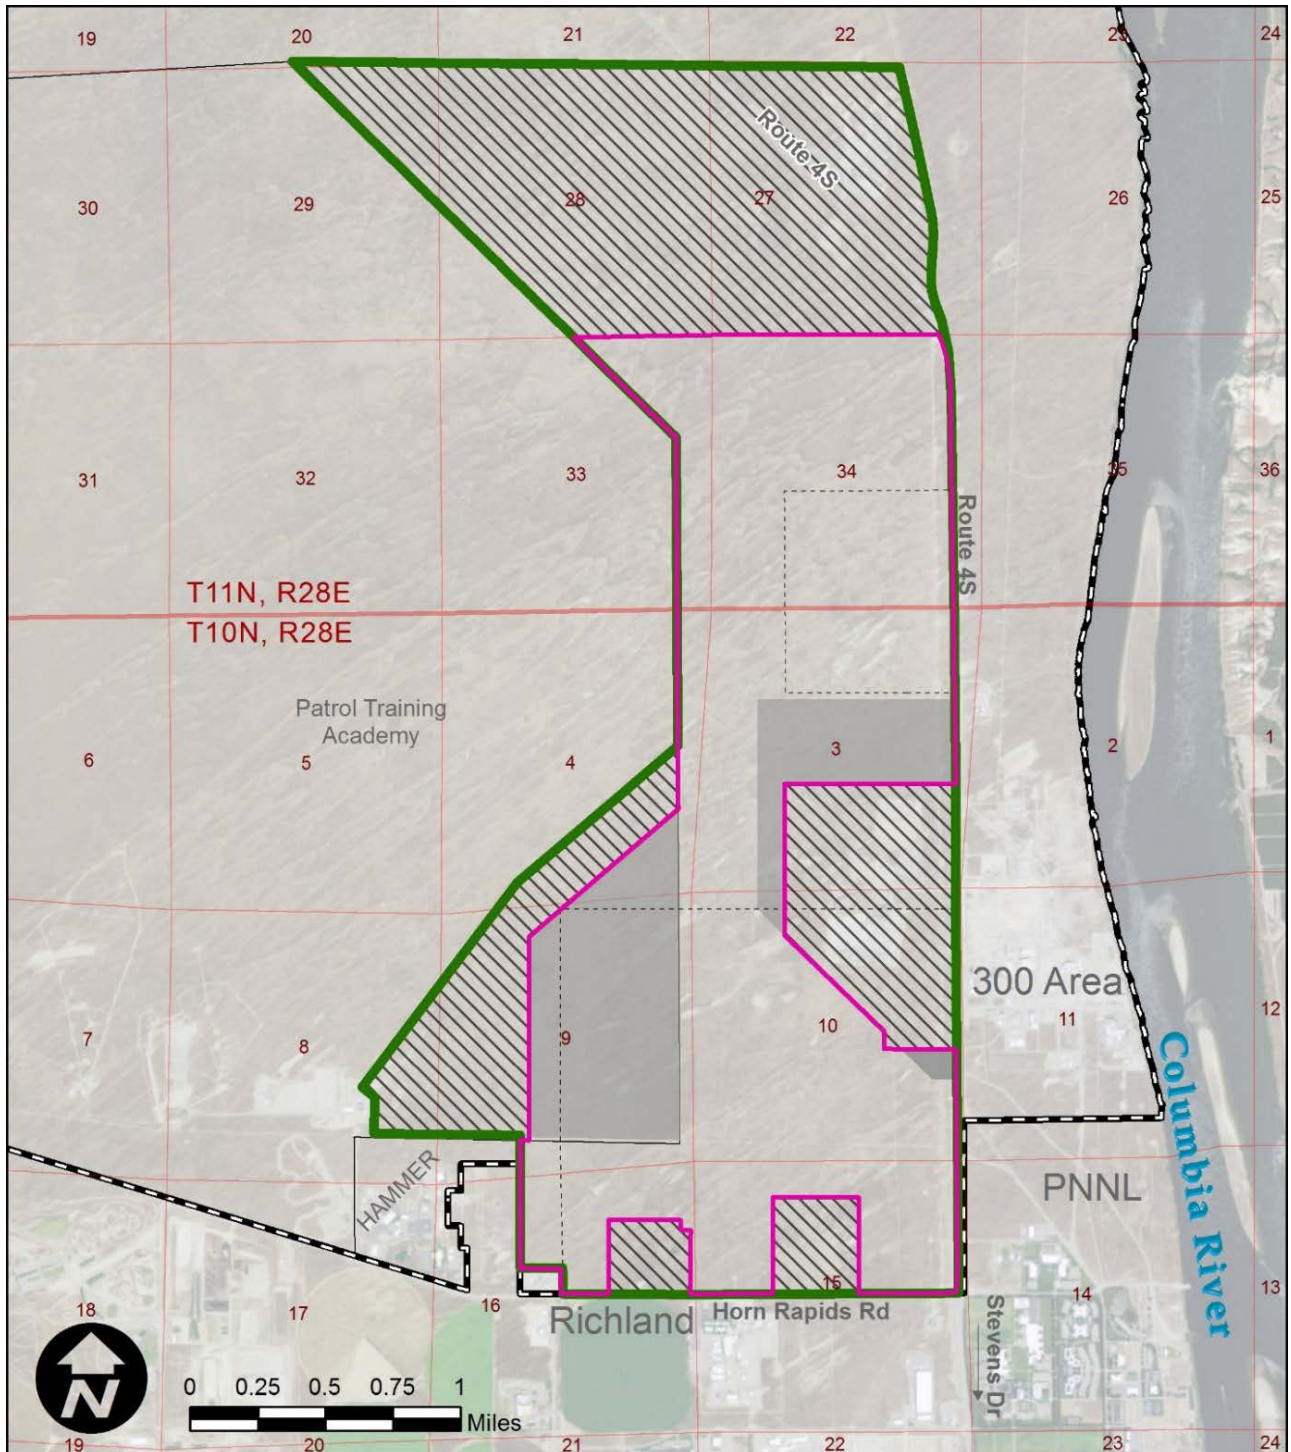 19
20
21
22
23
24
Route 4S
30
29
28
27
26
25
31
32
33
34
35
36
Route 4S
T11N, R28E
T10N, R28E
Patrol Training
Academy
6
5
4
3
2
1
300 Area
7
8
9
10
11
12
Columbia River
HAMMER
PNNL
18
17
16
15
14
13
Richland
Horn Rapids Rd
Stevens Dr
N
0 0.25 0.5 0.75 1
Miles
19
20
21
22
23
24